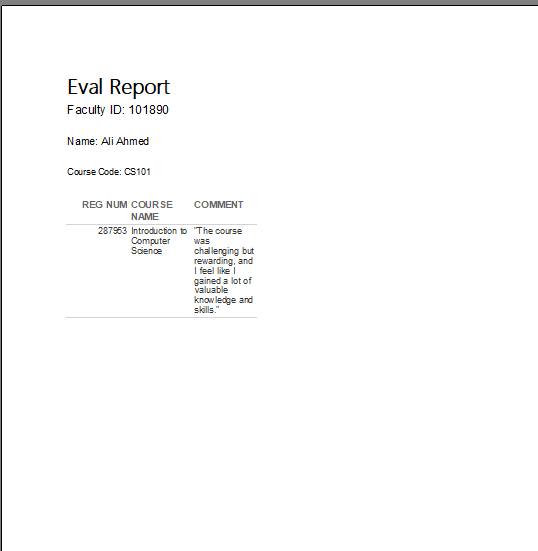 Eval Report
Faculty ID: 101890
Name: Ali Ahmed
Course Code: CS101
REG NUM COURSE NAME COMMENT
287953 Introduction to Computer Science "The course was challenging but rewarding, and I feel like I gained a lot of valuable knowledge and skills."